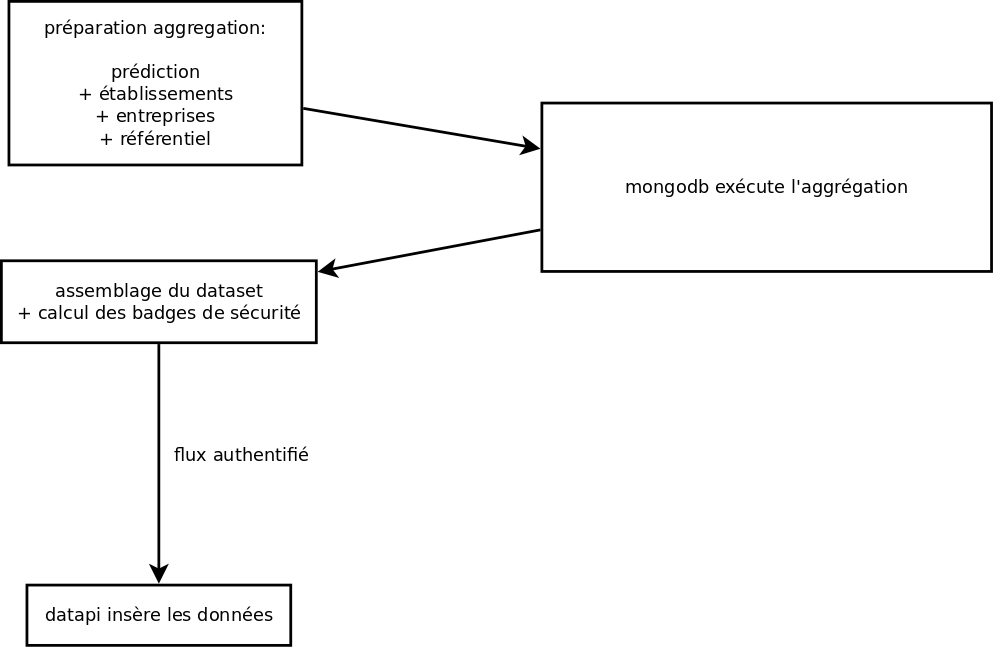 préparation aggregation:
prédiction
+ établissements
+ entreprises
+ référentiel
mongodb exécute l'aggrégation
assemblage du dataset
+ calcul des badges de sécurité
flux authentifié
datapi insère les données